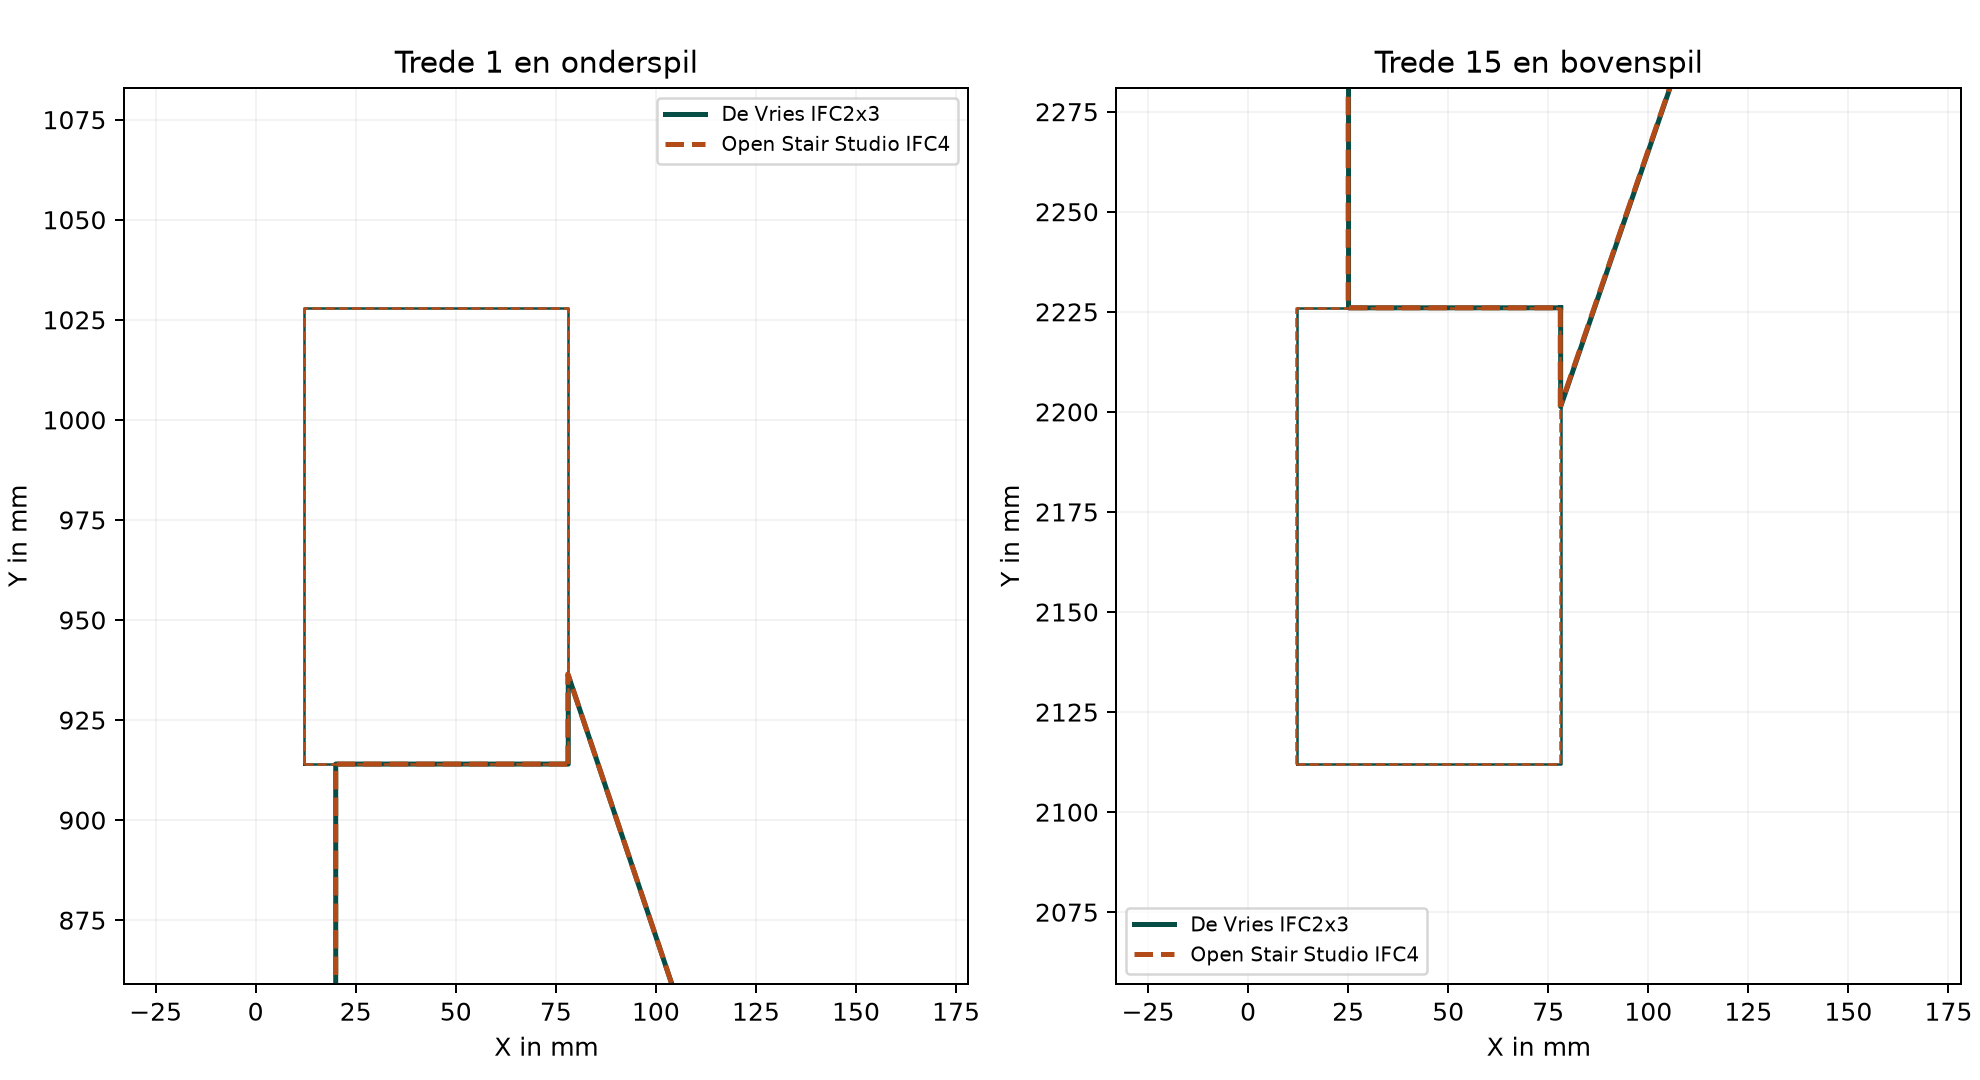 Trede 1 en onderspil
De Vries IFC2x3
Open Stair Studio IFC4
1075
1050
1025
1000
975
950
925
900
875
Y in mm
−25 0 25 50 75 100 125 150 175
X in mm
Trede 15 en bovenspil
2275
2250
2225
2200
2175
2150
2125
2100
2075
Y in mm
De Vries IFC2x3
Open Stair Studio IFC4
−25 0 25 50 75 100 125 150 175
X in mm